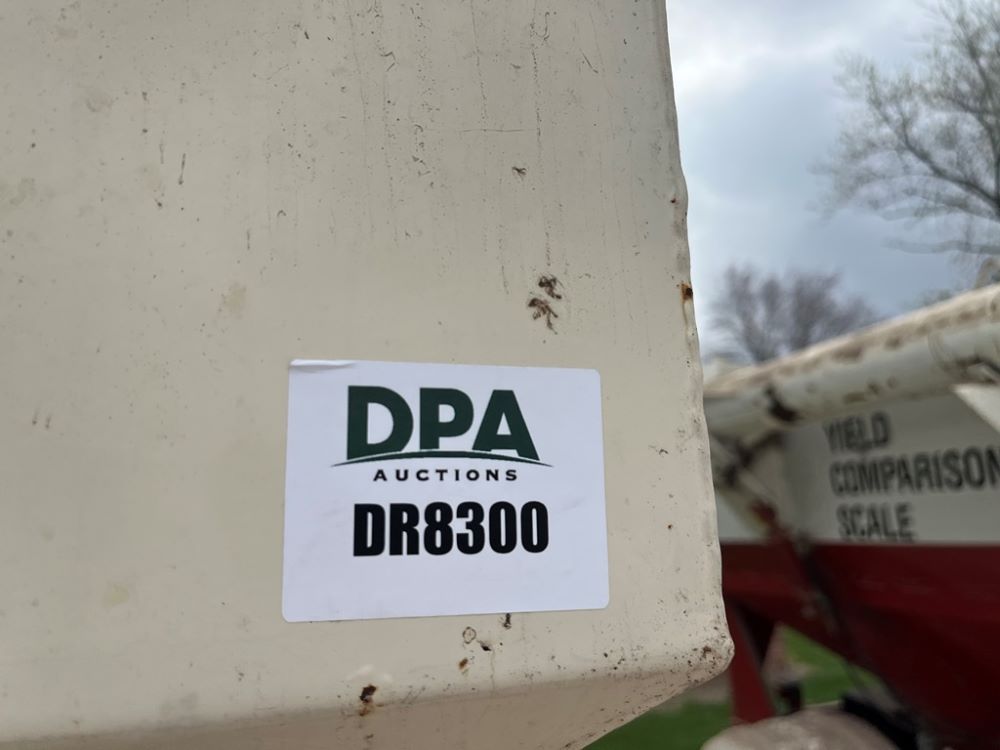 DPA
AUCTIONS
DR8300
YIELD
COMPARISON
SCALE